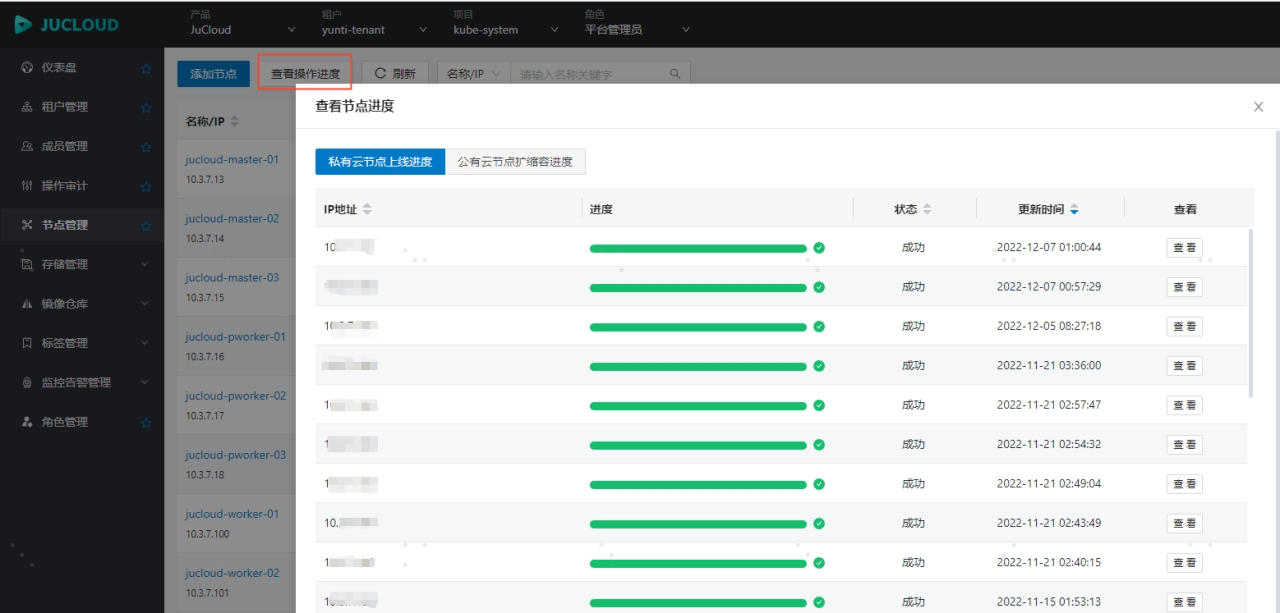 JUCLOUD
产品
JuCloud
租户
yunti-tenant
项目
kube-system
角色
平台管理员
仪表盘
租户管理
成员管理
操作审计
节点管理
存储管理
镜像仓库
标签管理
监控告警管理
角色管理
添加节点 查看操作进度 刷新 名称/IP 请输入名称关键字
名称/IP
jucloud-master-01
10.3.7.13
jucloud-master-02
10.3.7.14
jucloud-master-03
10.3.7.15
jucloud-pworker-01
10.3.7.16
jucloud-pworker-02
10.3.7.17
jucloud-pworker-03
10.3.7.18
jucloud-worker-01
10.3.7.100
jucloud-worker-02
10.3.7.101
查看节点进度
私有云节点上线进度 公有云节点扩缩容进度
IP地址 进度 状态 更新时间 查看
10 成功 2022-12-07 01:00:44 查看
成功 2022-12-07 00:57:29 查看
成功 2022-12-05 08:27:18 查看
成功 2022-11-21 03:36:00 查看
1 成功 2022-11-21 02:57:47 查看
1 成功 2022-11-21 02:54:32 查看
1 成功 2022-11-21 02:49:04 查看
10. 成功 2022-11-21 02:43:49 查看
1 成功 2022-11-21 02:40:15 查看
成功 2022-11-15 01:53:13 查看